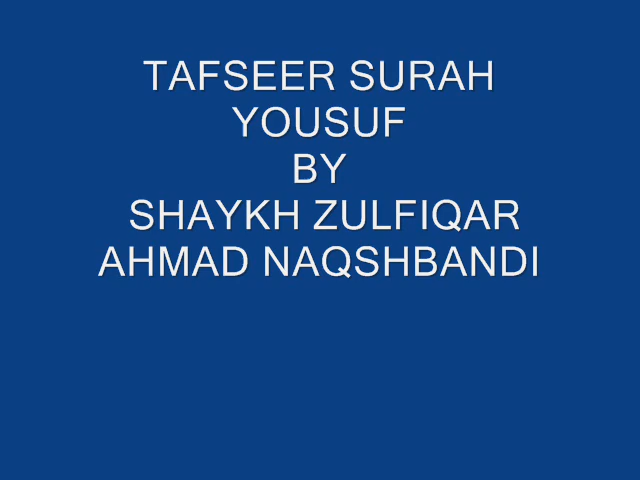 TAFSEER SURAH
YOUSUF
BY
SHAYKH ZULFIQAR
AHMAD NAQSHBANDI